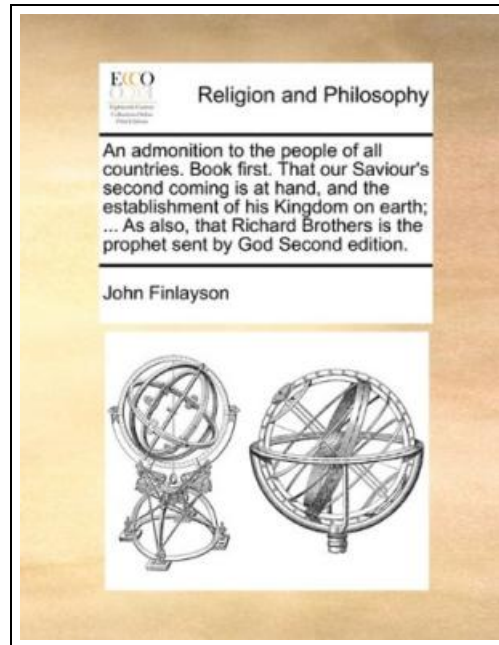 ECCO
Religion and Philosophy
An admonition to the people of all
countries. Book first. That our Saviour's
second coming is at hand, and the
establishment of his Kingdom on earth;
... As also, that Richard Brothers is the
prophet sent by God Second edition.
John Finlayson